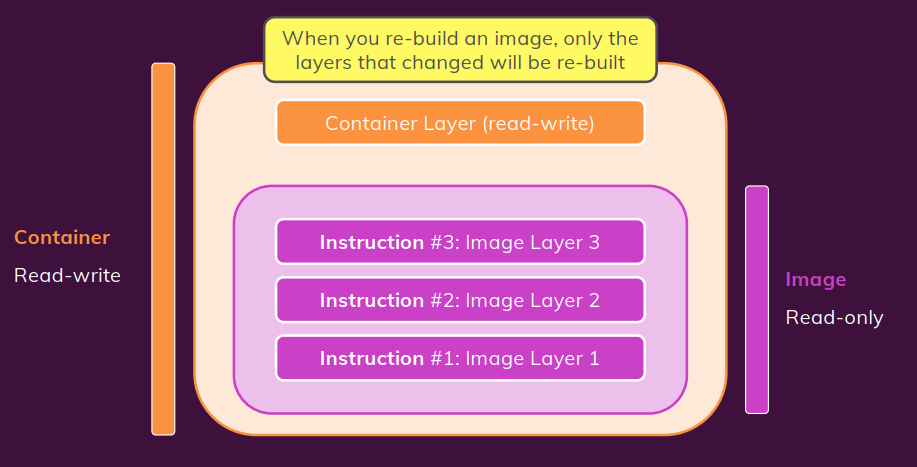 When you re-build an image, only the
layers that changed will be re-built
Container Layer (read-write)
Instruction #3: Image Layer 3
Instruction #2: Image Layer 2
Instruction #1: Image Layer 1
Container
Read-write
Image
Read-only